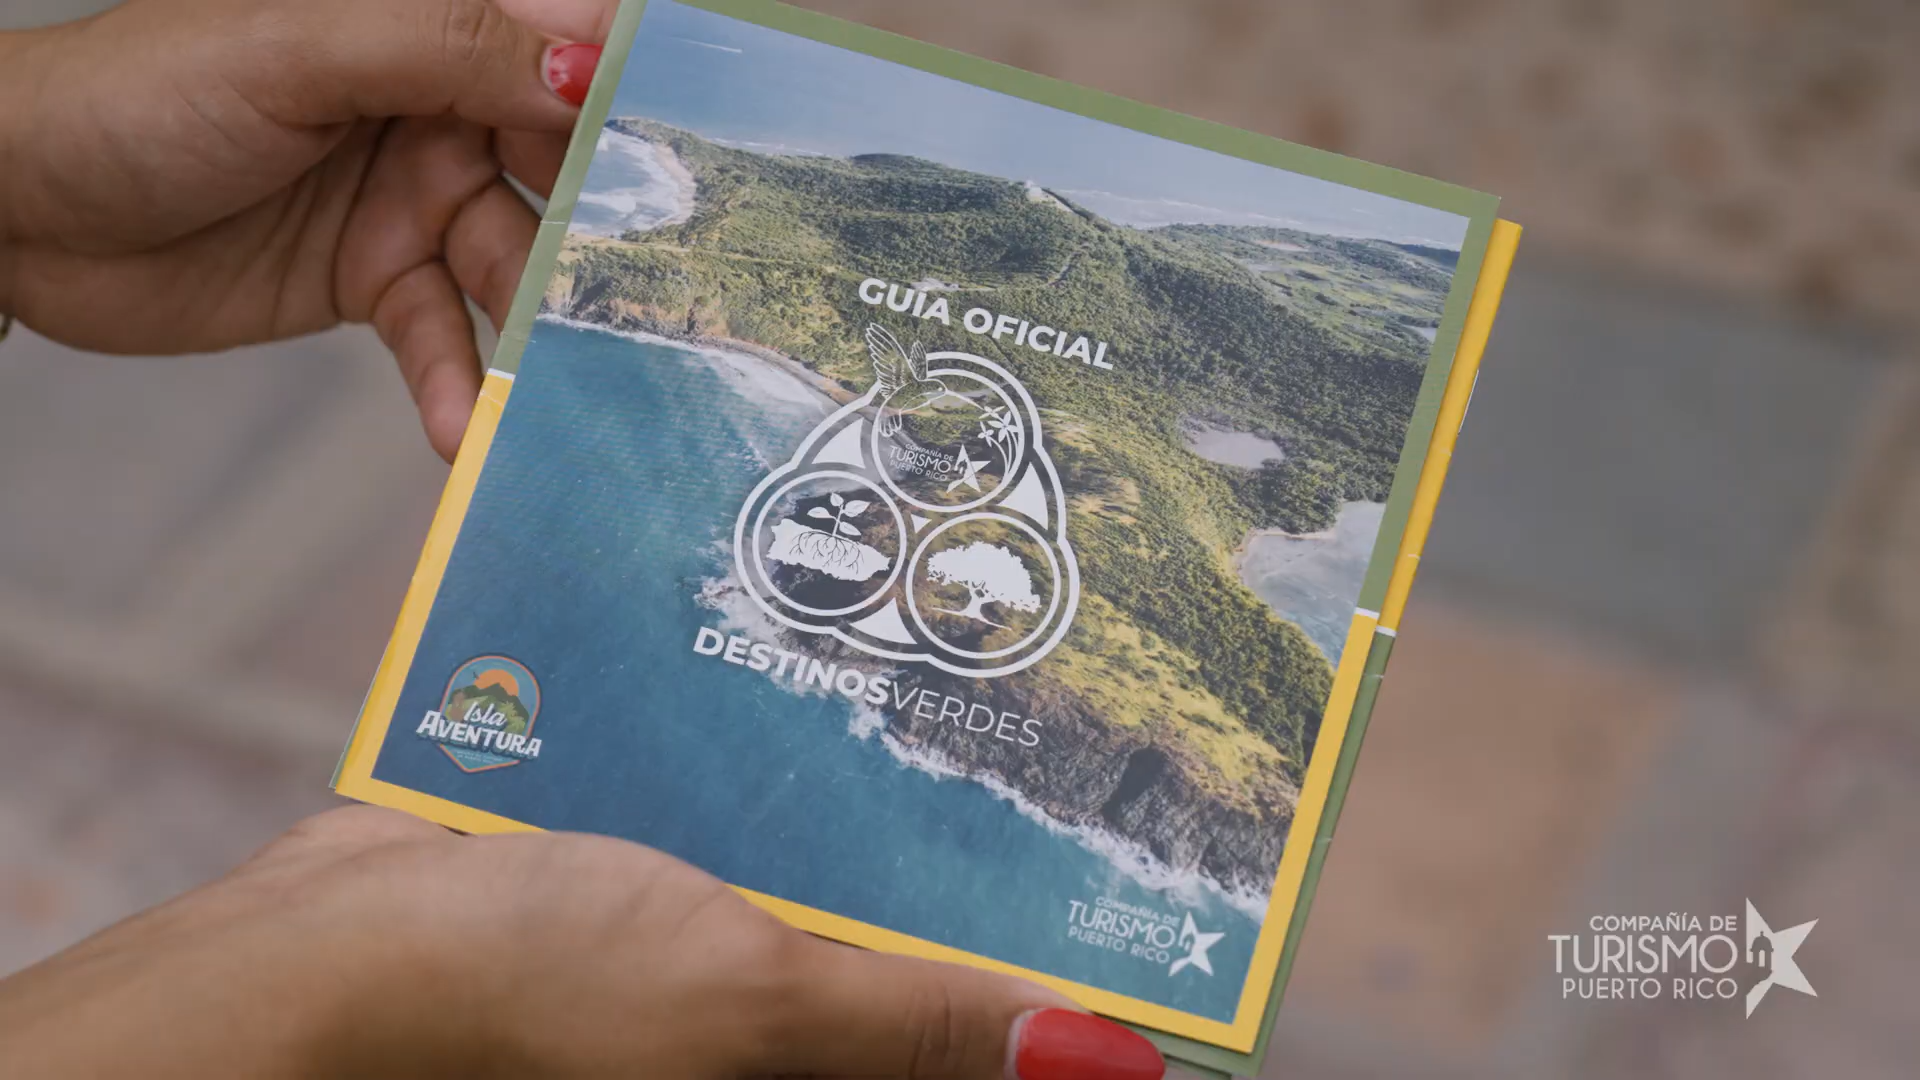 GUÍA OFICIAL
COMPAÑÍA DE
TURISMO
PUERTO RICO
DESTINOSVERDES
Isla
AVENTURA
COMPAÑÍA DE
TURISMO
PUERTO RICO
COMPAÑÍA DE
TURISMO
PUERTO RICO